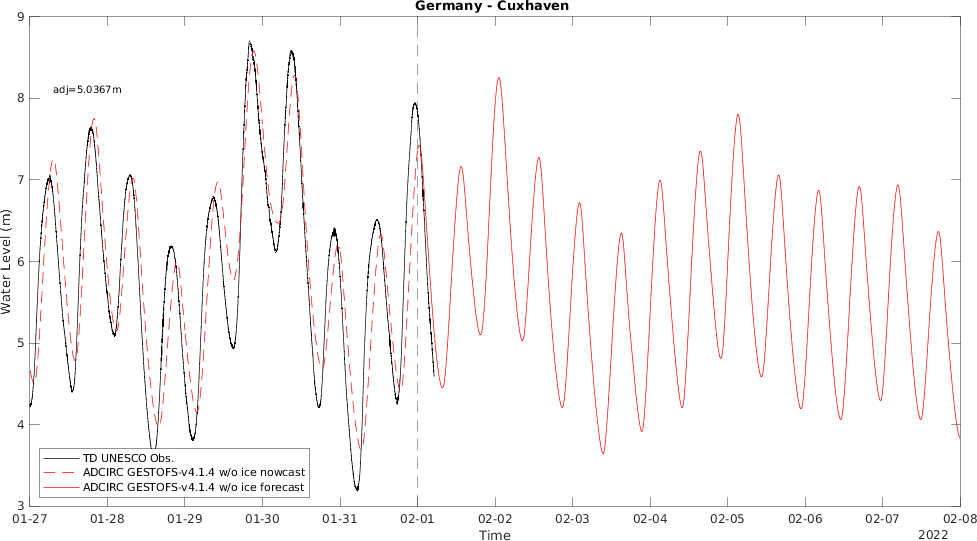 Germany - Cuxhaven
9
8
7
6
5
4
3
Water Level (m)
adj=5.0367m
TD UNESCO Obs.
ADCIRC GESTOFS-v4.1.4 w/o ice nowcast
ADCIRC GESTOFS-v4.1.4 w/o ice forecast
01-27 01-28 01-29 01-30 01-31 02-01 02-02 02-03 02-04 02-05 02-06 02-07 02-08
Time
2022